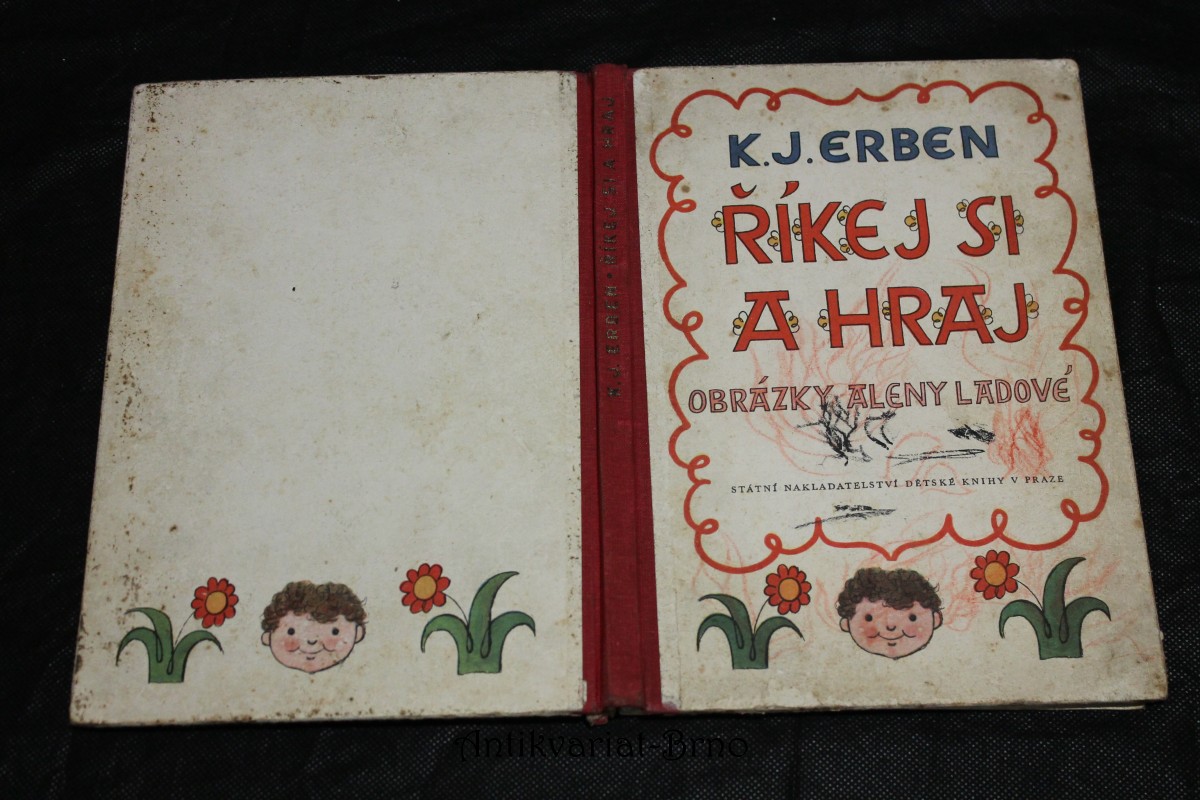 K. J. ERBEN • ŘÍKEJ SI A HRAJ
K. J. ERBEN
ŘÍKEJ SI
A HRAJ
OBRÁZKY ALENY LADOVÉ
STÁTNÍ NAKLADATELSTVÍ DĚTSKÉ KNIHY V PRAZE
Antikvariat-Brno